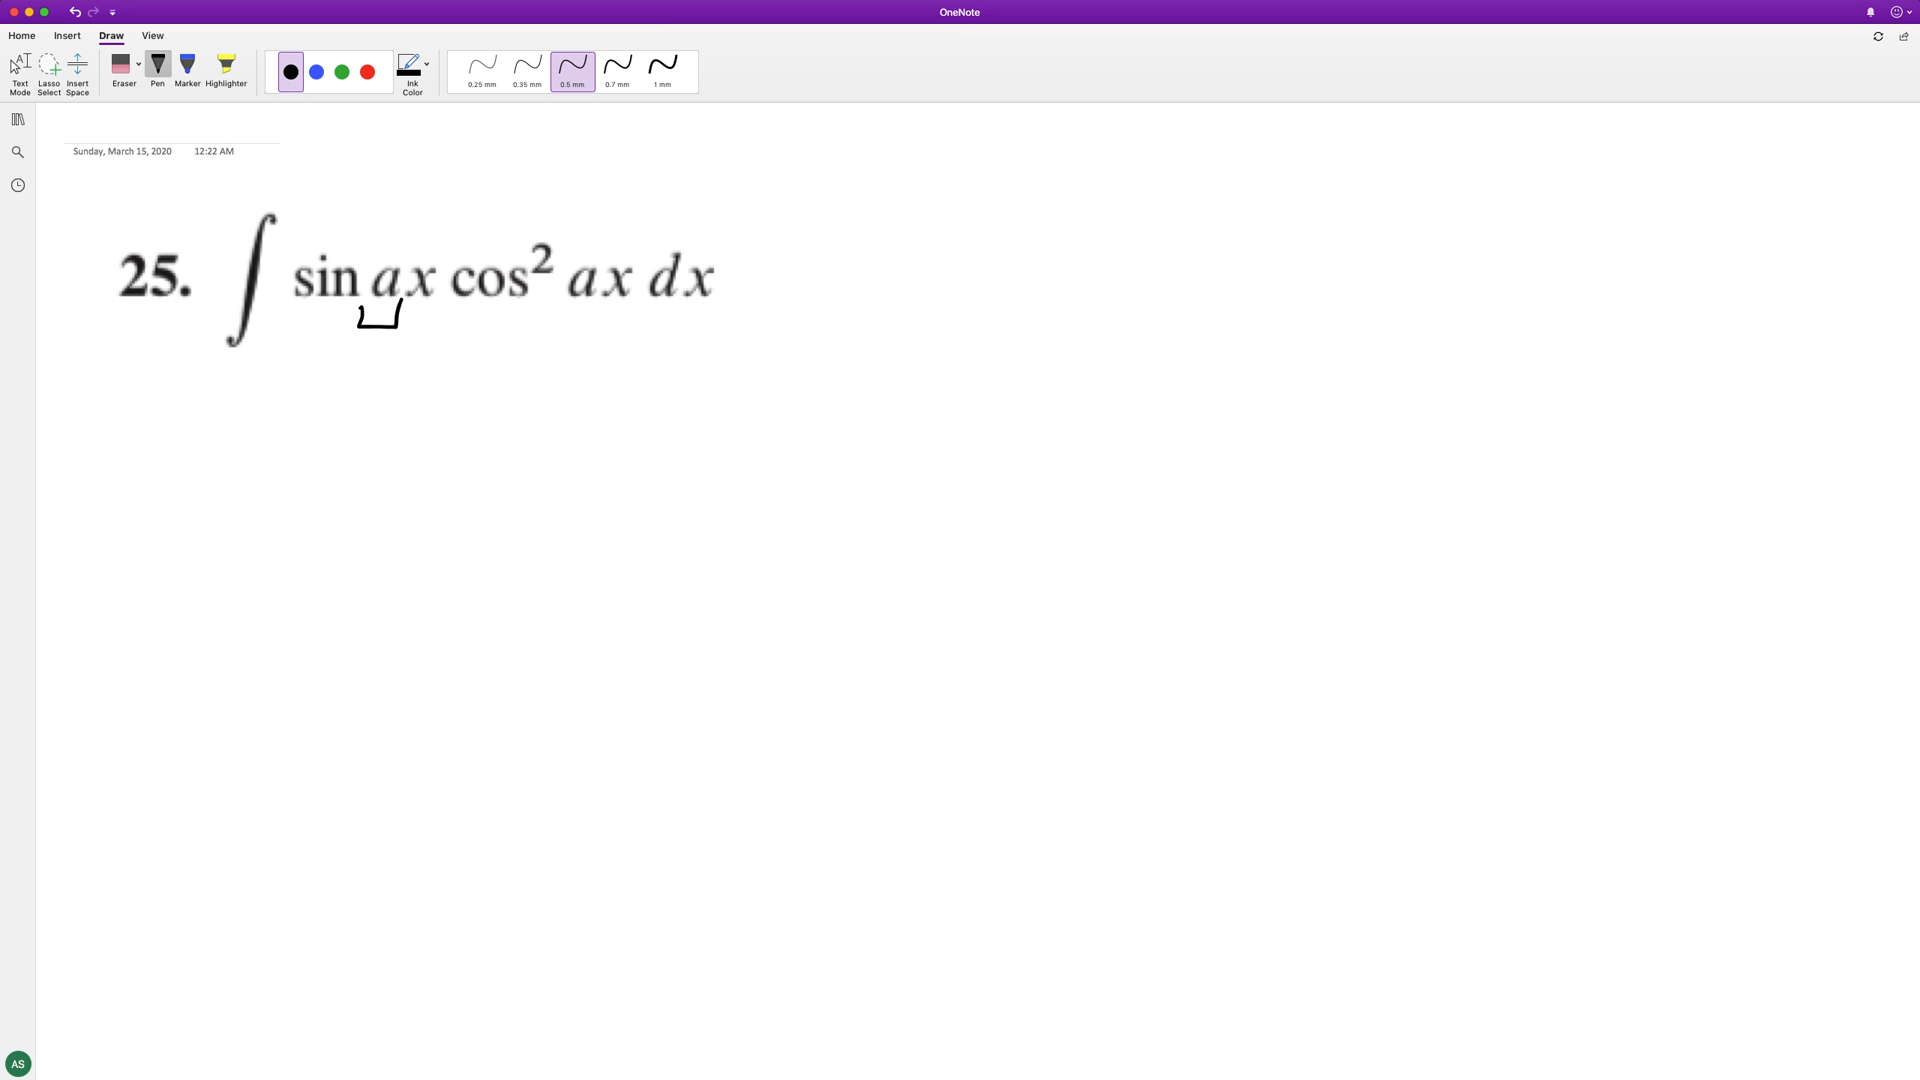 OneNote
Home Insert Draw View
Text Mode Lasso Select Insert Space Eraser Pen Marker Highlighter Ink Color 0.25 mm 0.35 mm 0.5 mm 0.7 mm 1 mm
Sunday, March 15, 2020 12:22 AM
25. ∫ sin ax cos² ax dx
AS